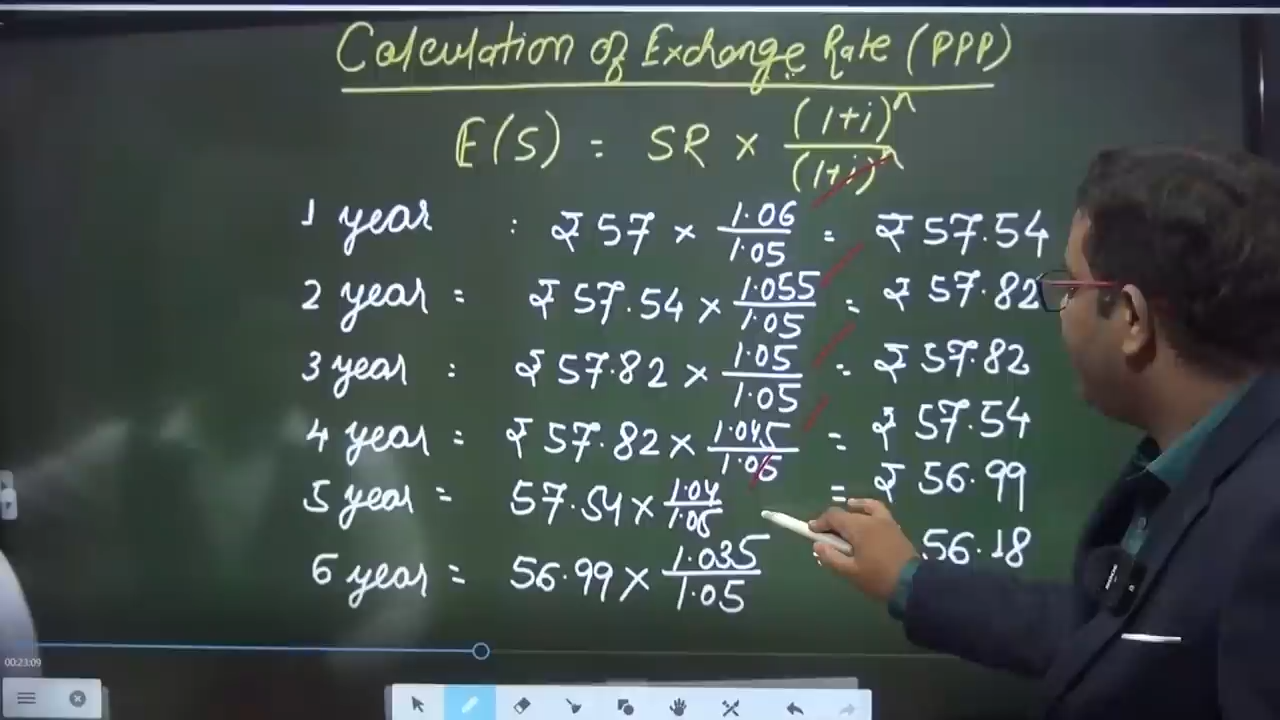 Calculation of Exchange Rate (PPP)
E(S) = SR × (1+i)^n / (1+i)^n
1 year : ₹ 57 × 1.06 / 1.05 = ₹ 57.54
2 year = ₹ 57.54 × 1.055 / 1.05 = ₹ 57.82
3 year : ₹ 57.82 × 1.05 / 1.05 = ₹ 57.82
4 year = ₹ 57.82 × 1.045 / 1.05 = ₹ 57.54
5 year = 57.54 × 1.04 / 1.05 = ₹ 56.99
6 year = 56.99 × 1.035 / 1.05 56.18
00:23:09